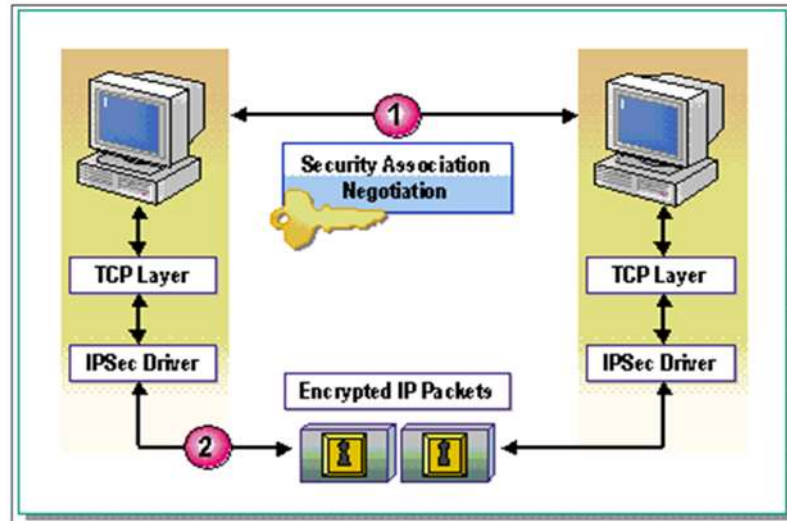 1
Security Association
Negotiation
TCP Layer
TCP Layer
IPSec Driver
IPSec Driver
Encrypted IP Packets
2